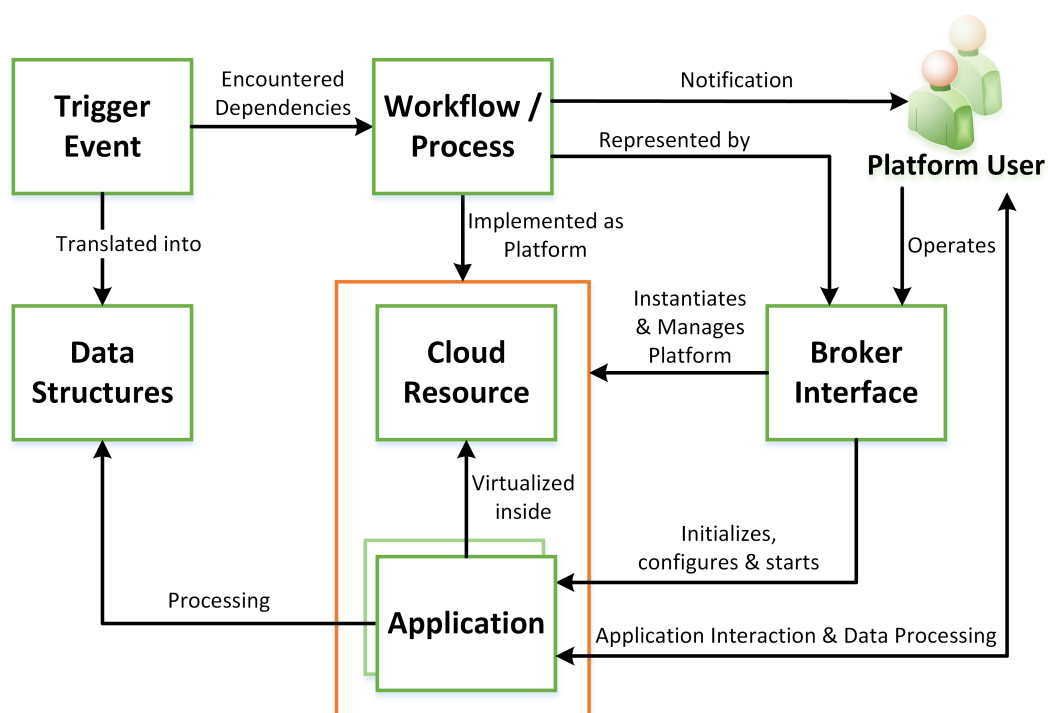 Trigger
Event
Encountered
Dependencies
Workflow /
Process
Notification
Represented by
Platform User
Translated into
Implemented as
Platform
Operates
Data
Structures
Cloud
Resource
Instantiates
& Manages
Platform
Broker
Interface
Virtualized
inside
Initializes,
configures & starts
Processing
Application
Application Interaction & Data Processing